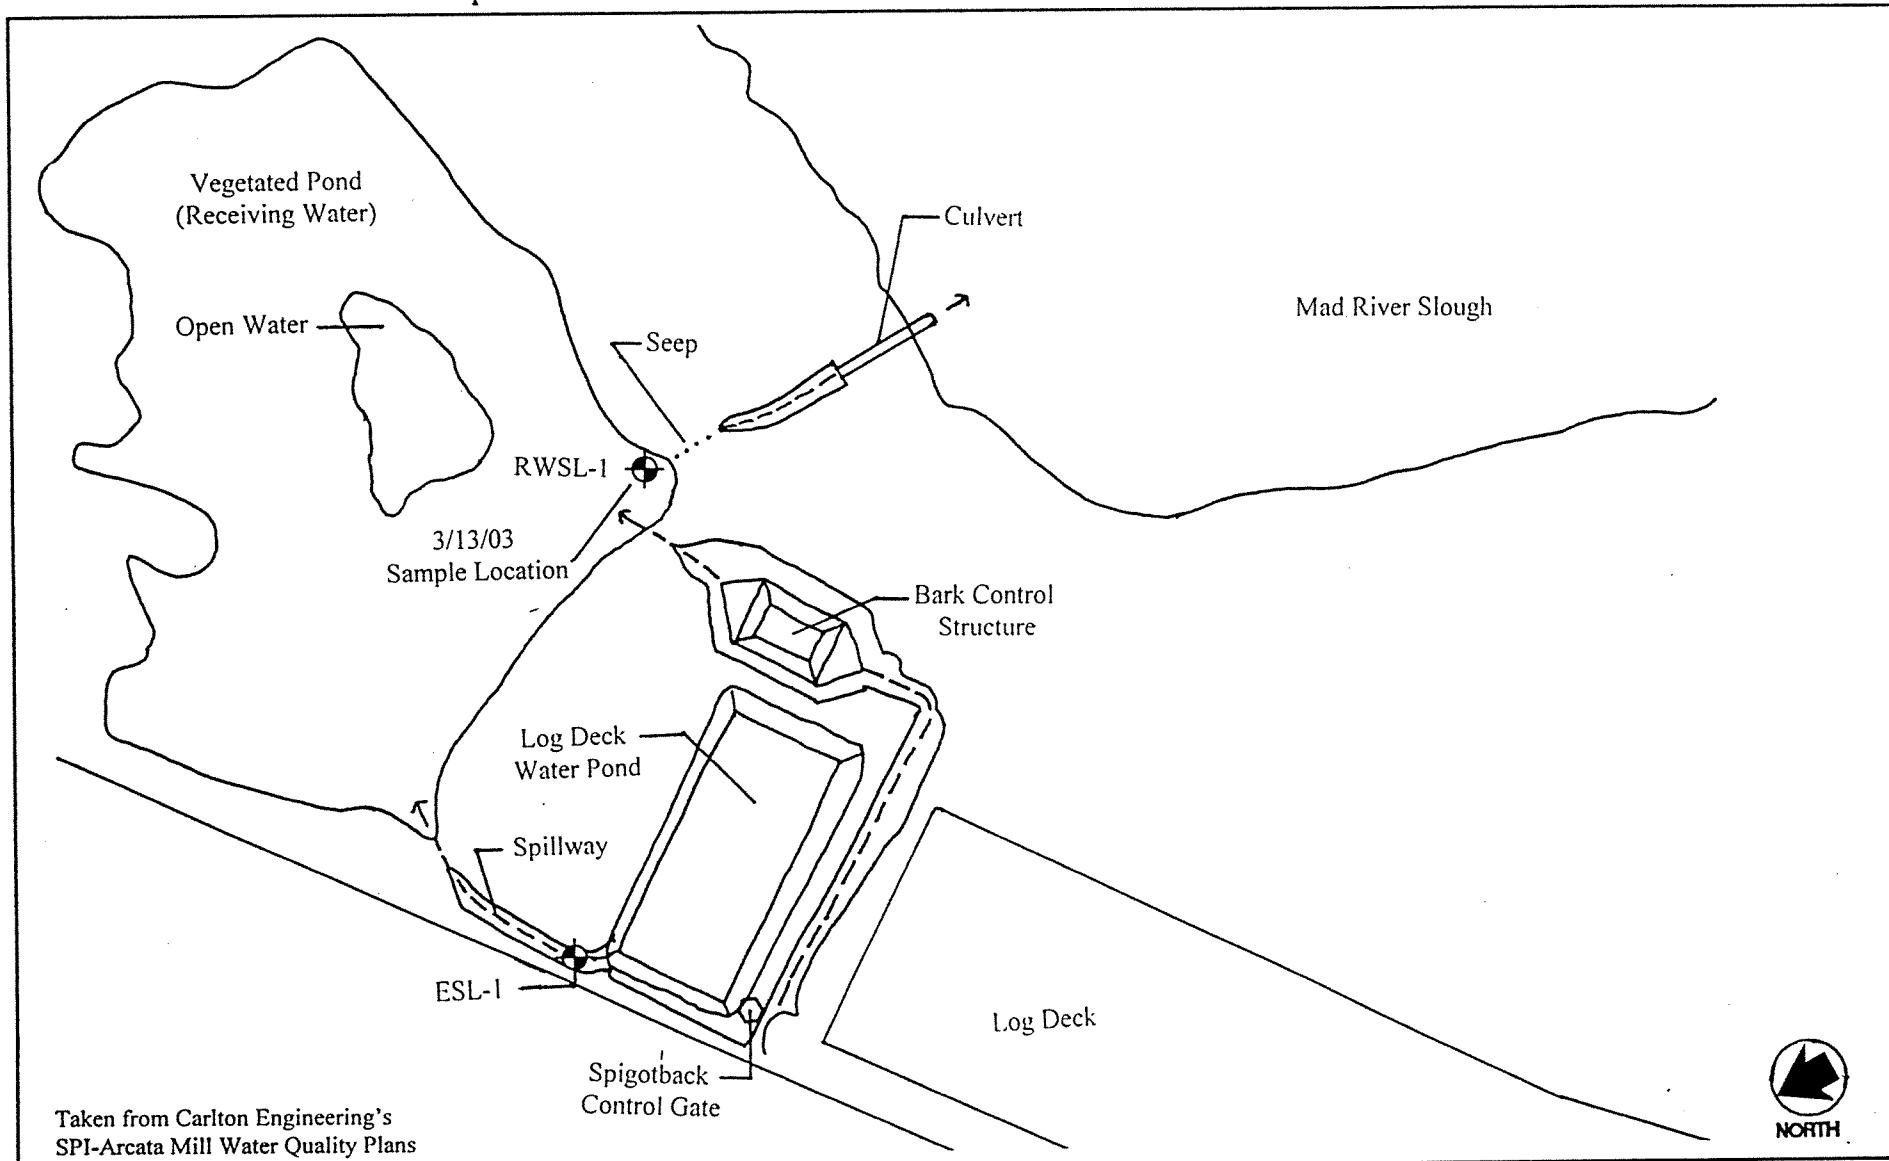 Vegetated Pond
(Receiving Water)
Culvert
Mad River Slough
Open Water
Seep
RWSL-1
3/13/03
Sample Location
Bark Control
Structure
Log Deck
Water Pond
Spillway
ESL-1
Log Deck
Spigotback
Control Gate
Taken from Carlton Engineering's
SPI-Arcata Mill Water Quality Plans
NORTH